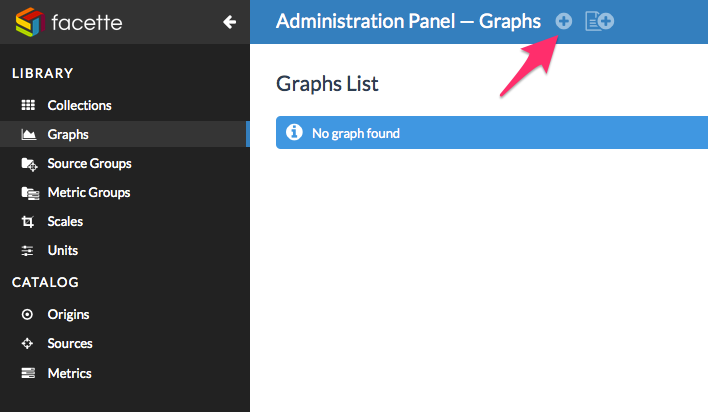 facette
Administration Panel — Graphs
LIBRARY
Collections
Graphs
Source Groups
Metric Groups
Scales
Units
CATALOG
Origins
Sources
Metrics
Graphs List
No graph found